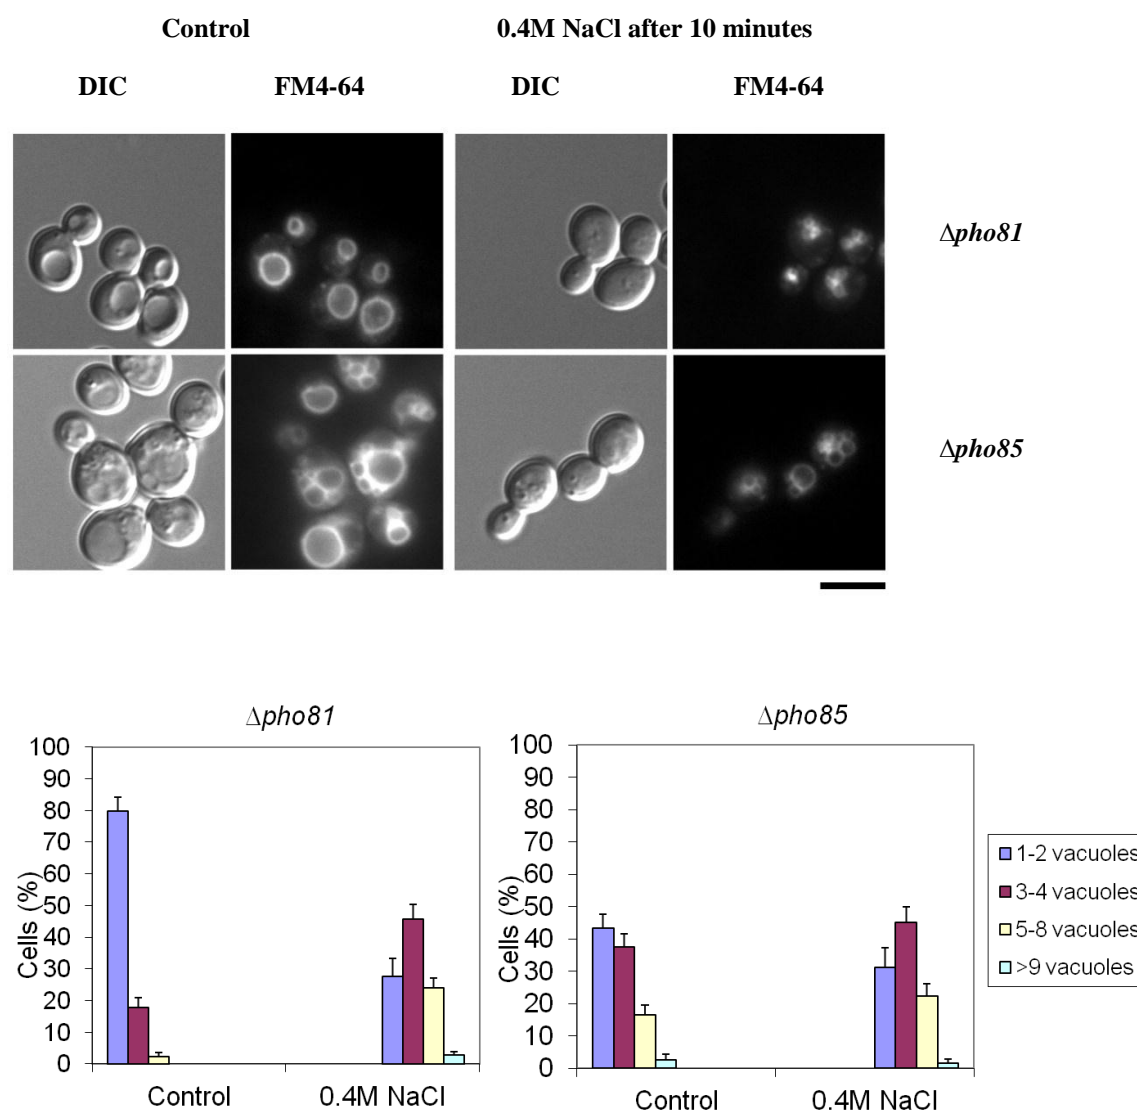 Control 0.4M NaCl after 10 minutes
DIC FM4-64 DIC FM4-64
Δpho81
Δpho85
Δpho81
100
90
80
70
60
50
40
30
20
10
0
Cells (%)
Control 0.4M NaCl
Δpho85
100
90
80
70
60
50
40
30
20
10
0
Cells (%)
Control 0.4M NaCl
1-2 vacuoles
3-4 vacuoles
5-8 vacuoles
>9 vacuoles